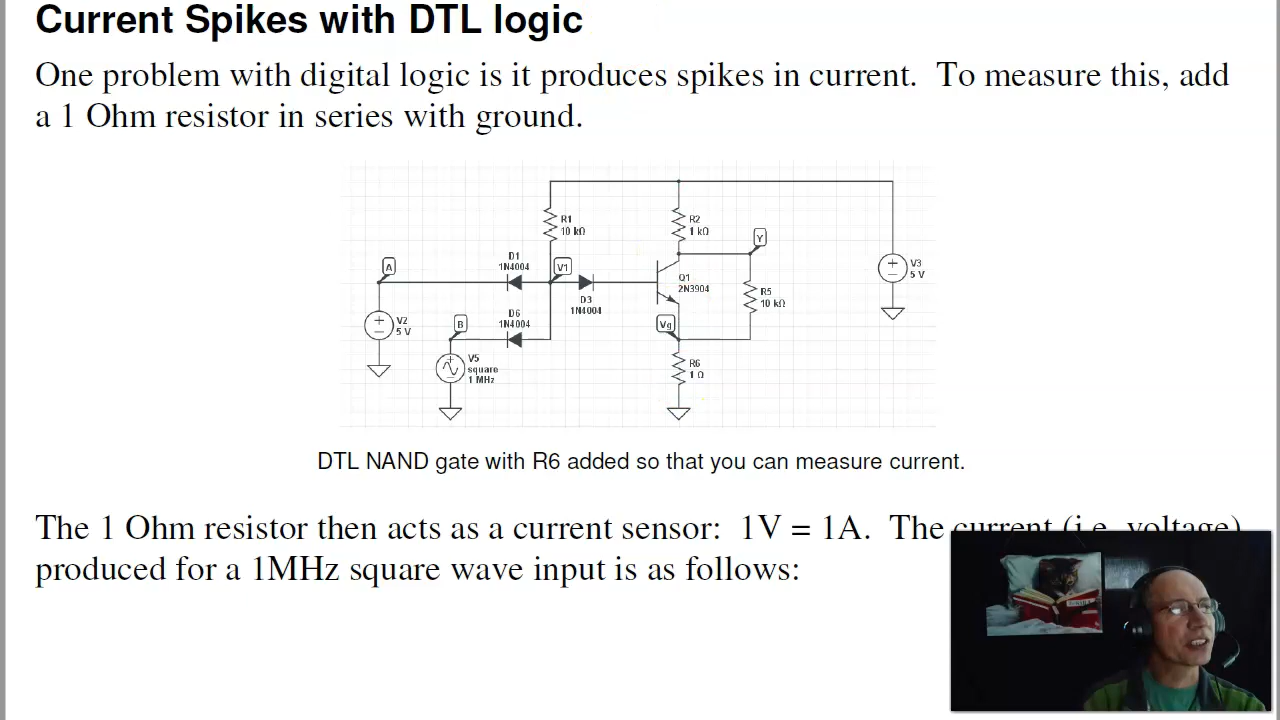 Current Spikes with DTL logic
One problem with digital logic is it produces spikes in current. To measure this, add
a 1 Ohm resistor in series with ground.
R1
10 kΩ
R2
1 kΩ
Y
A
D1
1N4004
V1
V3
5 V
Q1
2N3904
D3
1N4004
R5
10 kΩ
V2
5 V
B
D6
1N4004
Vg
V5
square
1 MHz
R6
1 Ω
DTL NAND gate with R6 added so that you can measure current.
The 1 Ohm resistor then acts as a current sensor: 1V = 1A. The current (i.e. voltage)
produced for a 1MHz square wave input is as follows: